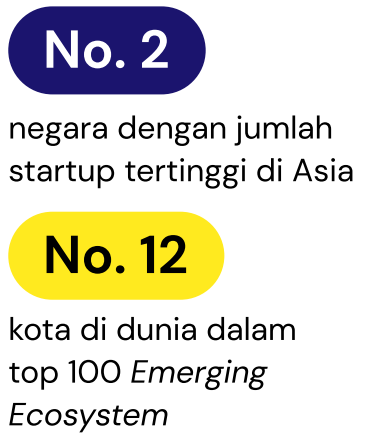 No. 2
negara dengan jumlah
startup tertinggi di Asia
No. 12
kota di dunia dalam
top 100 Emerging
Ecosystem